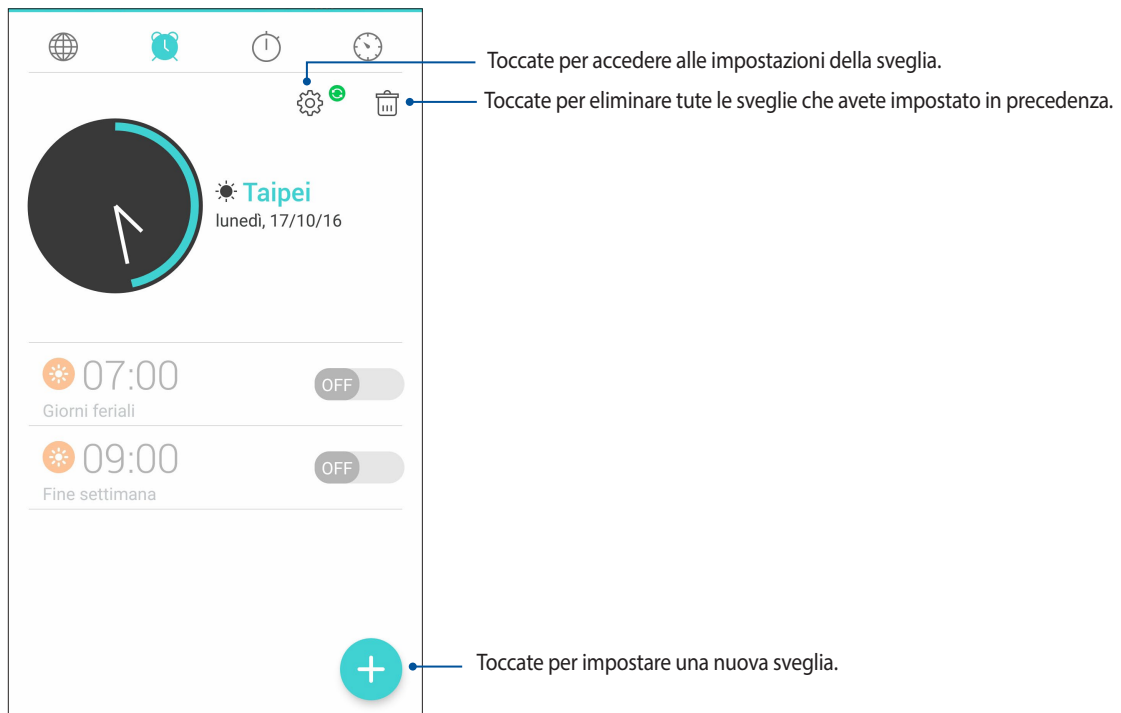 Toccate per accedere alle impostazioni della sveglia.
Toccate per eliminare tute le sveglie che avete impostato in precedenza.
Taipei
lunedì, 17/10/16
07:00
OFF
Giorni feriali
09:00
OFF
Fine settimana
Toccate per impostare una nuova sveglia.